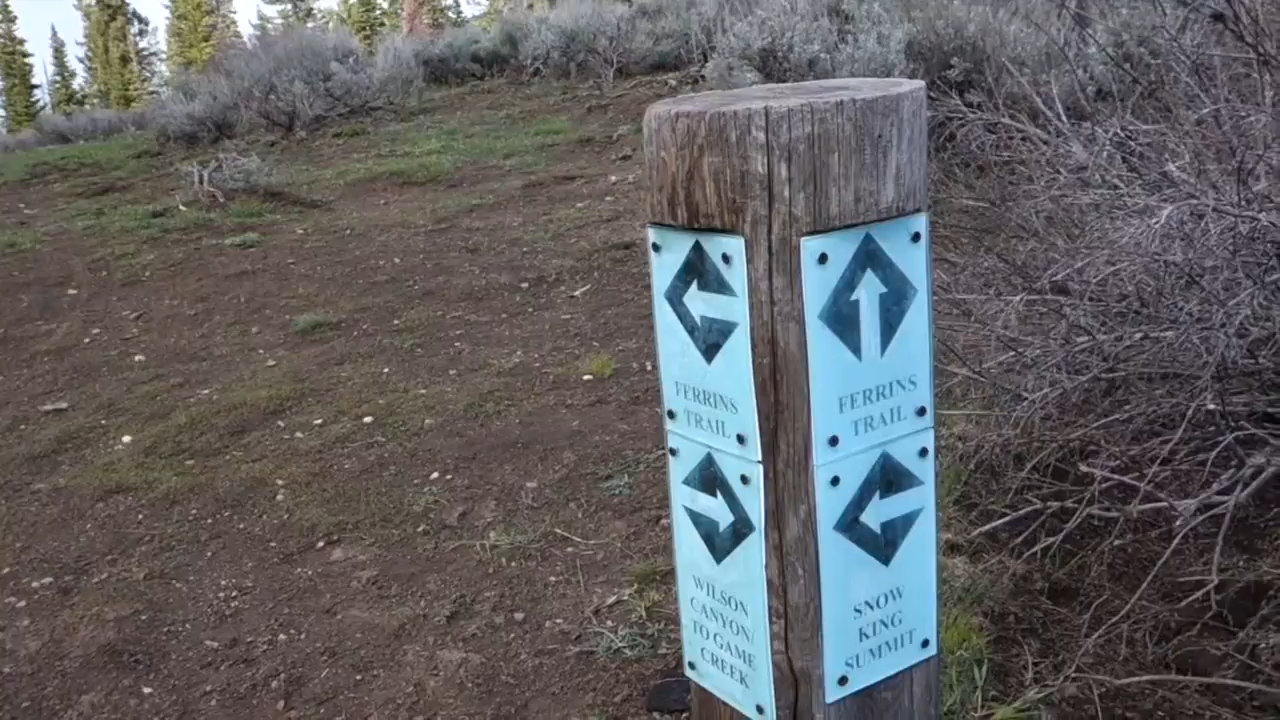 FERRINS
TRAIL
WILSON
CANYON/
TO GAME
CREEK
FERRINS
TRAIL
SNOW
KING
SUMMIT